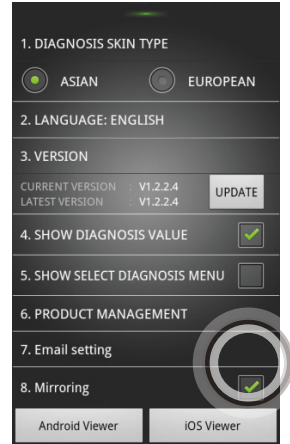 1. DIAGNOSIS SKIN TYPE
ASIAN EUROPEAN
2. LANGUAGE: ENGLISH
3. VERSION
CURRENT VERSION : V1.2.2.4
LATEST VERSION : V1.2.2.4
UPDATE
4. SHOW DIAGNOSIS VALUE
5. SHOW SELECT DIAGNOSIS MENU
6. PRODUCT MANAGEMENT
7. Email setting
8. Mirroring
Android Viewer iOS Viewer